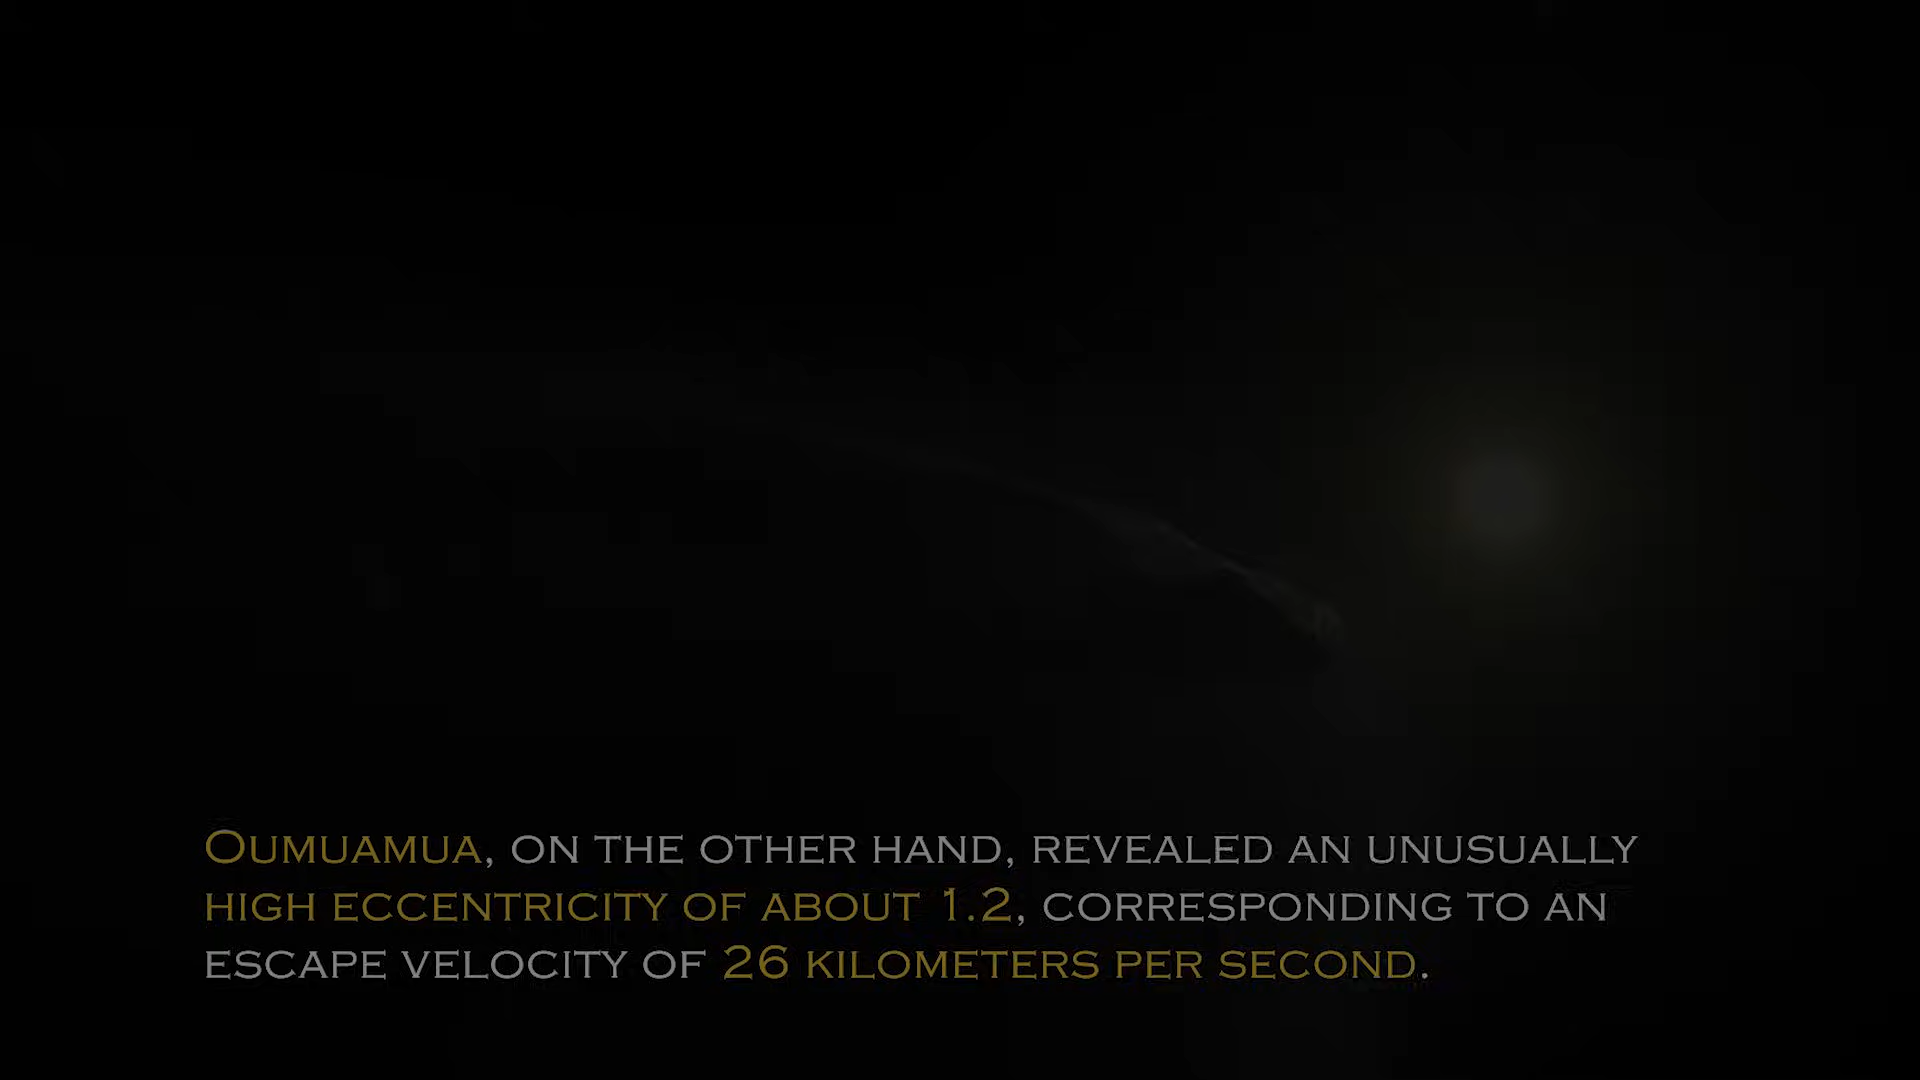 Oumuamua, on the other hand, revealed an unusually
high eccentricity of about 1.2, corresponding to an
escape velocity of 26 kilometers per second.